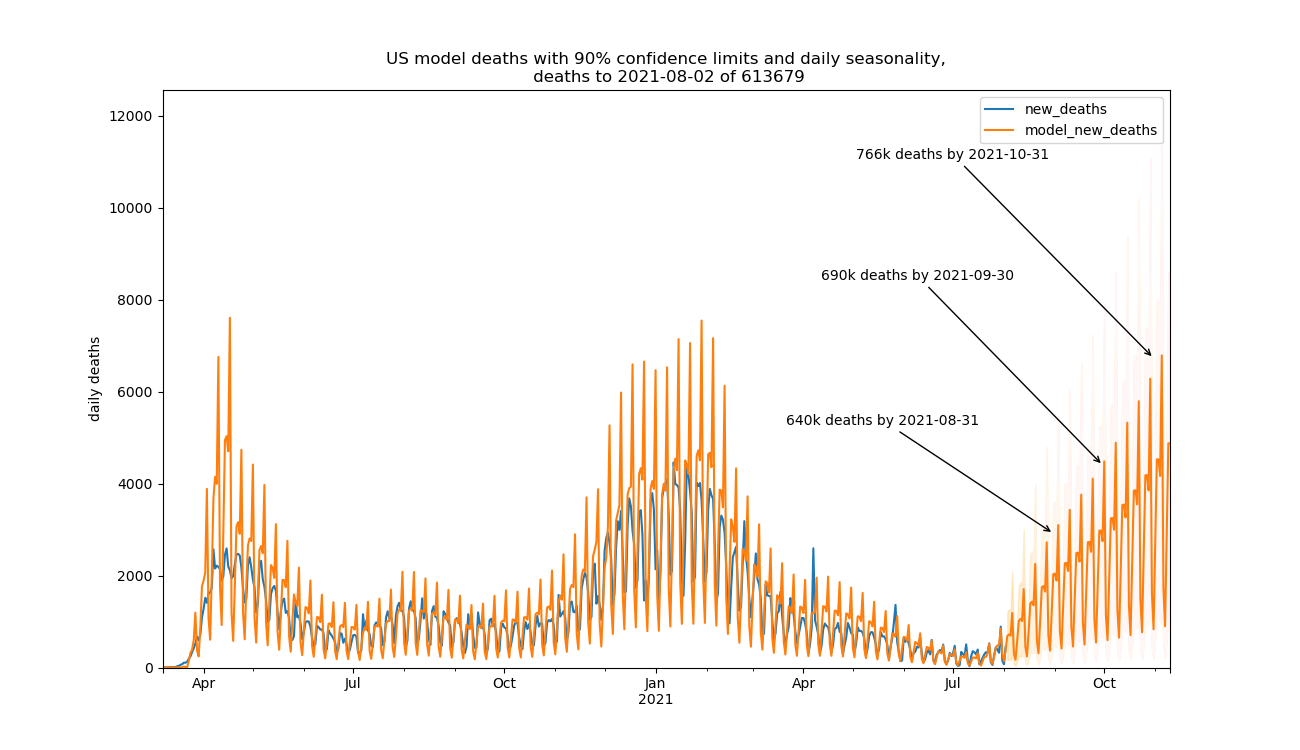 US model deaths with 90% confidence limits and daily seasonality,
deaths to 2021-08-02 of 613679
new_deaths
model_new_deaths
766k deaths by 2021-10-31
690k deaths by 2021-09-30
640k deaths by 2021-08-31
daily deaths
12000
10000
8000
6000
4000
2000
0
Apr
Jul
Oct
Jan
2021
Apr
Jul
Oct